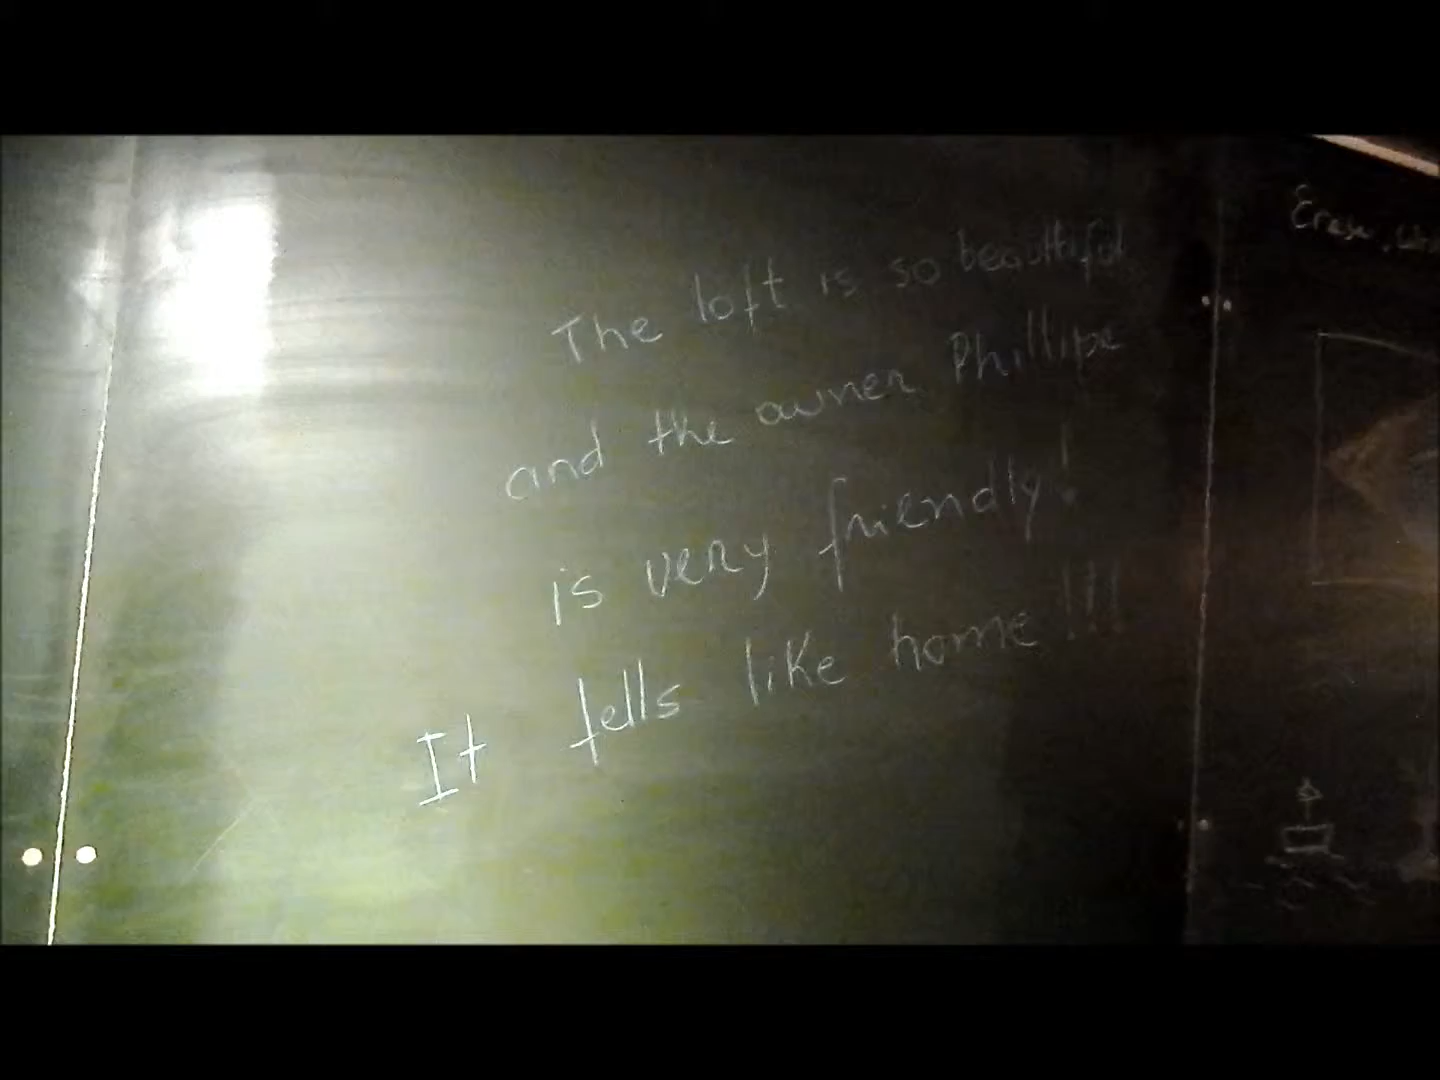 The loft is so beautiful
and the owner Phillipe
is very friendly!
It fells like home!!!